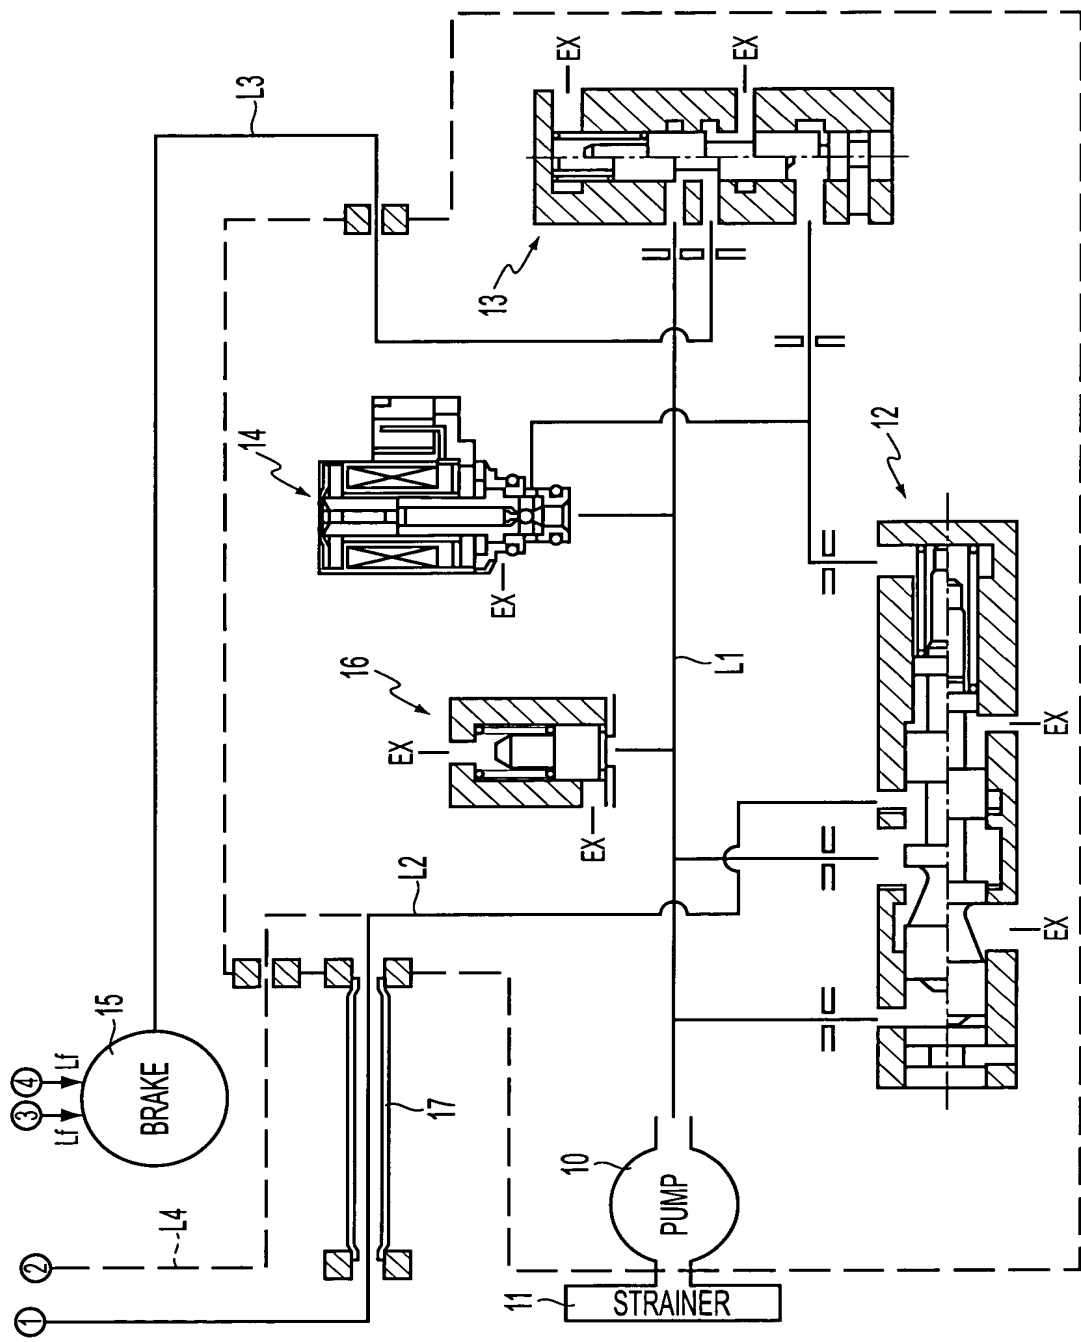 L3
EX
EX
13
14
EX
12
16
EX
EX
L1
EX
L2
EX
15
BRAKE
④
③
Lf
Lf
17
10
PUMP
L4
②
①
11
STRAINER